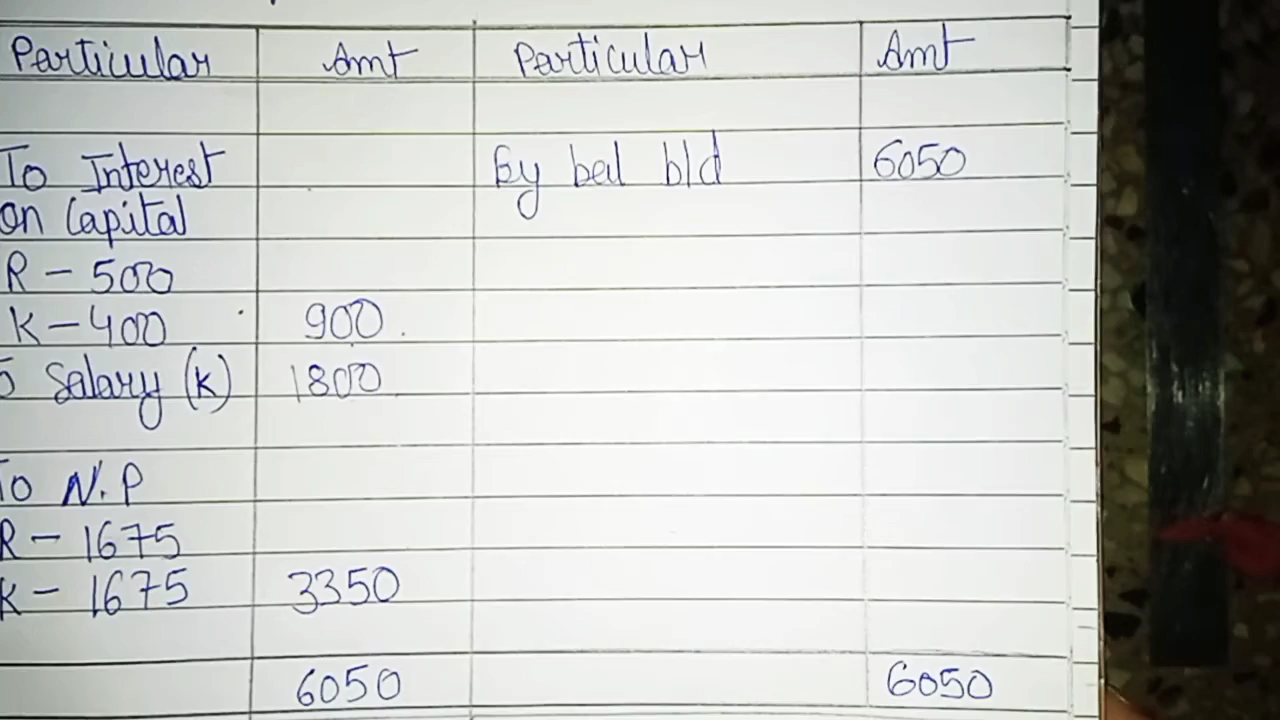 Particular Amt Particular Amt
To Interest By bal b/d 6050
on Capital
R - 500
K - 400 900
Salary (K) 1800
To N.P
R - 1675
K - 1675 3350
6050 6050